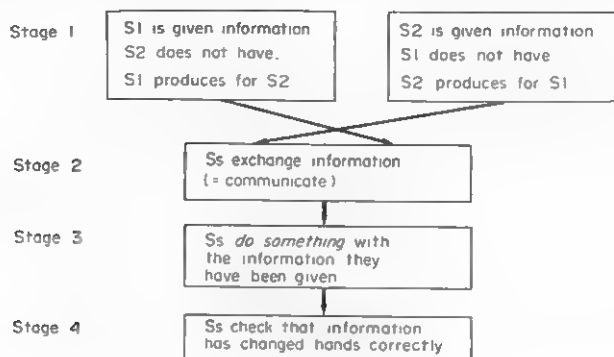 Stage 1
S1 is given information
S2 does not have.
S1 produces for S2
S2 is given information
S1 does not have
S2 produces for S1
Stage 2
Ss exchange information
(= communicate)
Stage 3
Ss do something with
the information they
have been given
Stage 4
Ss check that information
has changed hands correctly